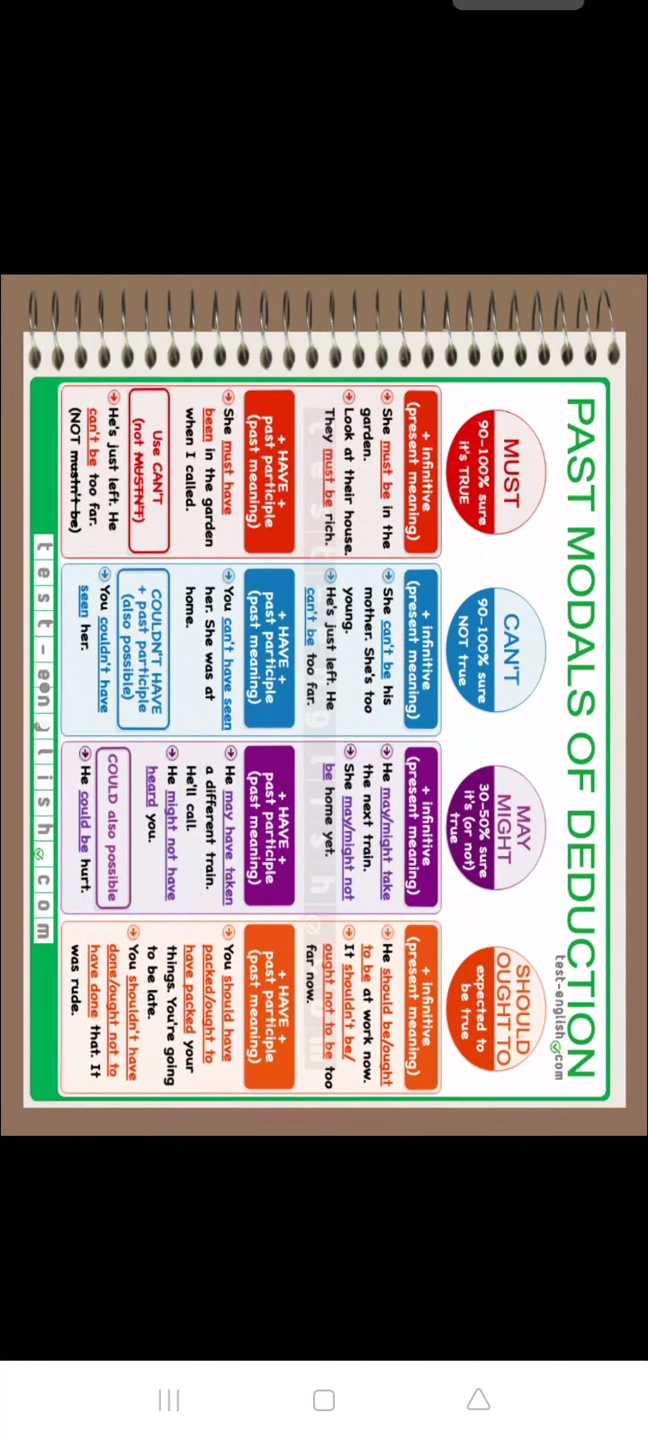 PAST MODALS OF DEDUCTION
test-english.com
MUST
90-100% sure
it's TRUE
+ infinitive
(present meaning)
She must be in the
garden.
Look at their house.
They must be rich.
+ HAVE +
past participle
(past meaning)
She must have
been in the garden
when I called.
Use CAN'T
(not MUSTN'T)
He's just left. He
can't be too far.
(NOT mustn't be)
CAN'T
90-100% sure
NOT true
+ infinitive
(present meaning)
She can't be his
mother. She's too
young.
He's just left. He
can't be too far.
+ HAVE +
past participle
(past meaning)
You can't have seen
her. She was at
home.
COULDN'T HAVE
+ past participle
(also possible)
You couldn't have
seen her.
MAY
MIGHT
30-50% sure
it's (or not)
true
+ infinitive
(present meaning)
He may/might take
the next train.
She may/might not
be home yet.
+ HAVE +
past participle
(past meaning)
He may have taken
a different train.
He'll call.
He might not have
heard you.
COULD also possible
He could be hurt.
SHOULD
OUGHT TO
expected to
be true
+ infinitive
(present meaning)
He should be/ought
to be at work now.
It shouldn't be/
ought not to be too
far now.
+ HAVE +
past participle
(past meaning)
You should have
packed/ought to
have packed your
things. You're going
to be late.
You shouldn't have
done/ought not to
have done that. It
was rude.
test-english.com